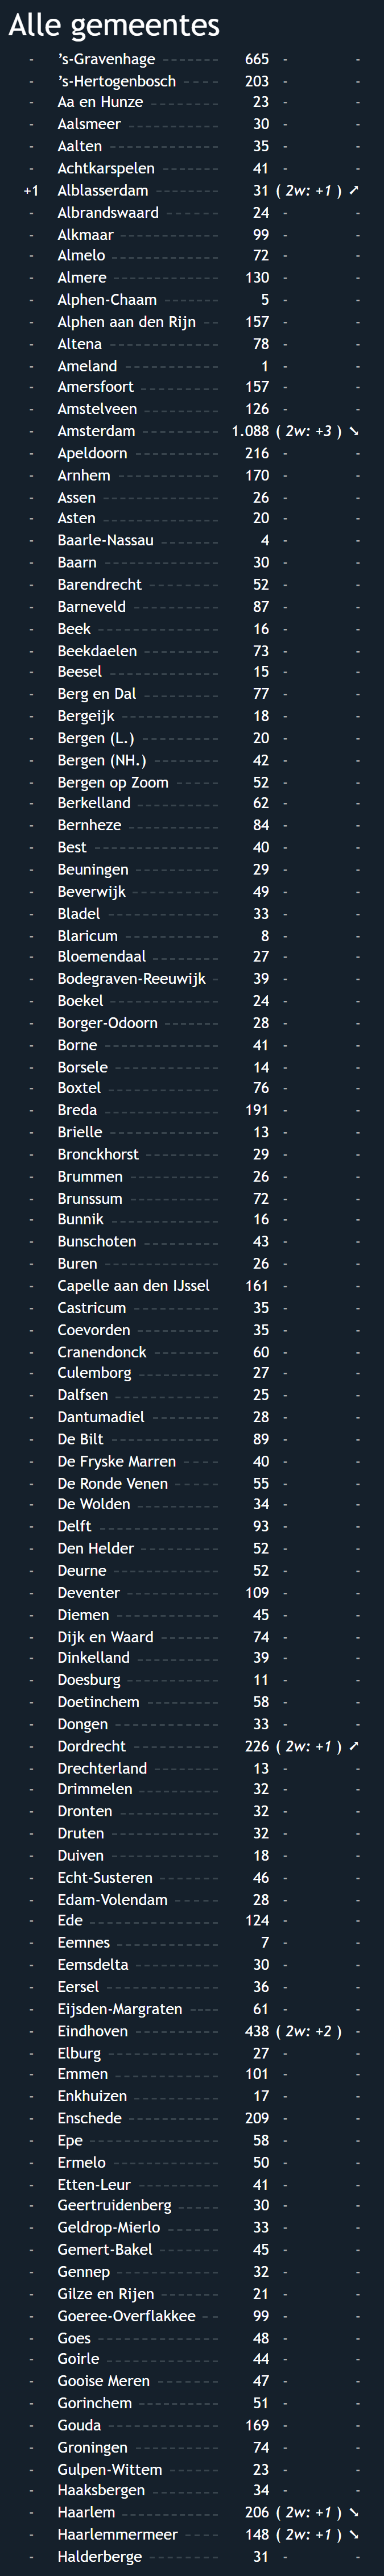 Alle gemeentes
- ’s-Gravenhage 665 - -
- ’s-Hertogenbosch 203 - -
- Aa en Hunze 23 - -
- Aalsmeer 30 - -
- Aalten 35 - -
- Achtkarspelen 41 - -
+1 Alblasserdam 31 ( 2w: +1 ) ➚
- Albrandswaard 24 - -
- Alkmaar 99 - -
- Almelo 72 - -
- Almere 130 - -
- Alphen-Chaam 5 - -
- Alphen aan den Rijn 157 - -
- Altena 78 - -
- Ameland 1 - -
- Amersfoort 157 - -
- Amstelveen 126 - -
- Amsterdam 1.088 ( 2w: +3 ) ➘
- Apeldoorn 216 - -
- Arnhem 170 - -
- Assen 26 - -
- Asten 20 - -
- Baarle-Nassau 4 - -
- Baarn 30 - -
- Barendrecht 52 - -
- Barneveld 87 - -
- Beek 16 - -
- Beekdaelen 73 - -
- Beesel 15 - -
- Berg en Dal 77 - -
- Bergeijk 18 - -
- Bergen (L.) 20 - -
- Bergen (NH.) 42 - -
- Bergen op Zoom 52 - -
- Berkelland 62 - -
- Bernheze 84 - -
- Best 40 - -
- Beuningen 29 - -
- Beverwijk 49 - -
- Bladel 33 - -
- Blaricum 8 - -
- Bloemendaal 27 - -
- Bodegraven-Reeuwijk 39 - -
- Boekel 24 - -
- Borger-Odoorn 28 - -
- Borne 41 - -
- Borsele 14 - -
- Boxtel 76 - -
- Breda 191 - -
- Brielle 13 - -
- Bronckhorst 29 - -
- Brummen 26 - -
- Brunssum 72 - -
- Bunnik 16 - -
- Bunschoten 43 - -
- Buren 26 - -
- Capelle aan den IJssel 161 - -
- Castricum 35 - -
- Coevorden 35 - -
- Cranendonck 60 - -
- Culemborg 27 - -
- Dalfsen 25 - -
- Dantumadiel 28 - -
- De Bilt 89 - -
- De Fryske Marren 40 - -
- De Ronde Venen 55 - -
- De Wolden 34 - -
- Delft 93 - -
- Den Helder 52 - -
- Deurne 52 - -
- Deventer 109 - -
- Diemen 45 - -
- Dijk en Waard 74 - -
- Dinkelland 39 - -
- Doesburg 11 - -
- Doetinchem 58 - -
- Dongen 33 - -
- Dordrecht 226 ( 2w: +1 ) ➚
- Drechterland 13 - -
- Drimmelen 32 - -
- Dronten 32 - -
- Druten 32 - -
- Duiven 18 - -
- Echt-Susteren 46 - -
- Edam-Volendam 28 - -
- Ede 124 - -
- Eemnes 7 - -
- Eemsdelta 30 - -
- Eersel 36 - -
- Eijsden-Margraten 61 - -
- Eindhoven 438 ( 2w: +2 ) -
- Elburg 27 - -
- Emmen 101 - -
- Enkhuizen 17 - -
- Enschede 209 - -
- Epe 58 - -
- Ermelo 50 - -
- Etten-Leur 41 - -
- Geertruidenberg 30 - -
- Geldrop-Mierlo 33 - -
- Gemert-Bakel 45 - -
- Gennep 32 - -
- Gilze en Rijen 21 - -
- Goeree-Overflakkee 99 - -
- Goes 48 - -
- Goirle 44 - -
- Gooise Meren 47 - -
- Gorinchem 51 - -
- Gouda 169 - -
- Groningen 74 - -
- Gulpen-Wittem 23 - -
- Haaksbergen 34 - -
- Haarlem 206 ( 2w: +1 ) ➘
- Haarlemmermeer 148 ( 2w: +1 ) ➘
- Halderberge 31 - -